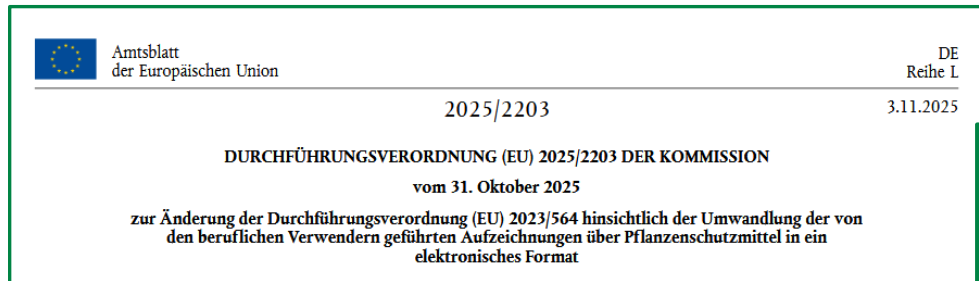 Amtsblatt
der Europäischen Union
DE
Reihe L
2025/2203
3.11.2025
DURCHFÜHRUNGSVERORDNUNG (EU) 2025/2203 DER KOMMISSION
vom 31. Oktober 2025
zur Änderung der Durchführungsverordnung (EU) 2023/564 hinsichtlich der Umwandlung der von
den beruflichen Verwendern geführten Aufzeichnungen über Pflanzenschutzmittel in ein
elektronisches Format